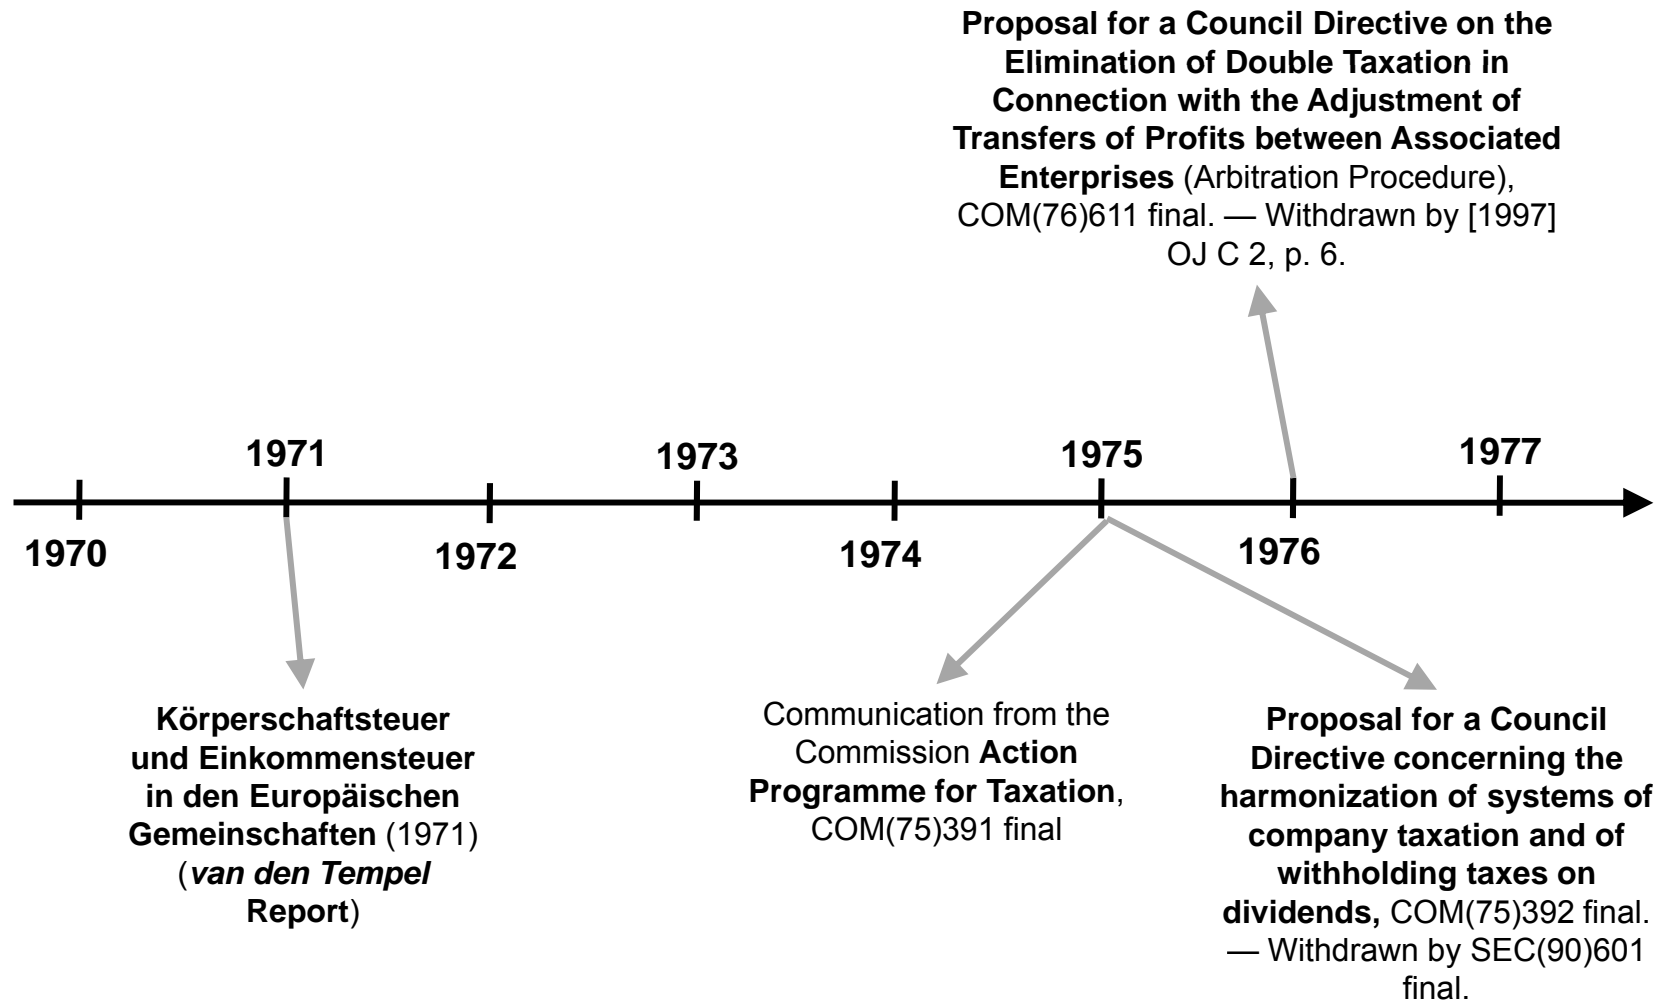 Proposal for a Council Directive on the
Elimination of Double Taxation in
Connection with the Adjustment of
Transfers of Profits between Associated
Enterprises (Arbitration Procedure),
COM(76)611 final. — Withdrawn by [1997]
OJ C 2, p. 6.
1971
1973
1975
1977
1970
1972
1974
1976
Körperschaftsteuer
und Einkommensteuer
in den Europäischen
Gemeinschaften (1971)
(van den Tempel
Report)
Communication from the
Commission Action
Programme for Taxation,
COM(75)391 final
Proposal for a Council
Directive concerning the
harmonization of systems of
company taxation and of
withholding taxes on
dividends, COM(75)392 final.
— Withdrawn by SEC(90)601
final.